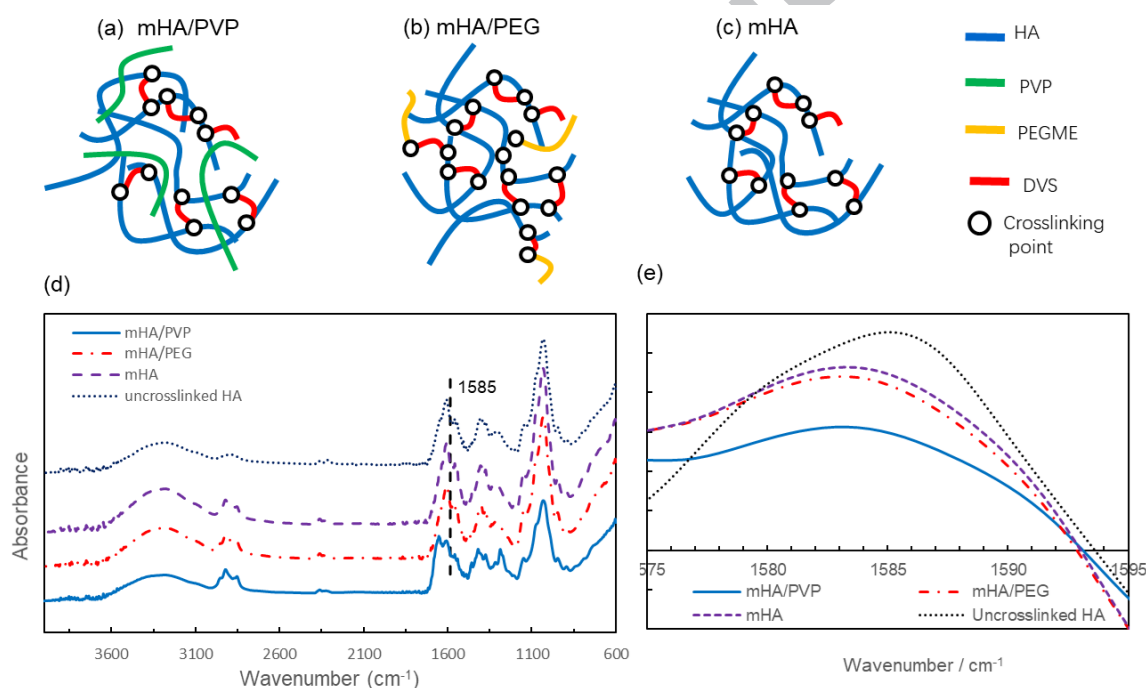 (a) mHA/PVP
(b) mHA/PEG
(c) mHA
HA
PVP
PEGME
DVS
Crosslinking
point
(d)
mHA/PVP
mHA/PEG
mHA
uncrosslinked HA
1585
Absorbance
3600 3100 2600 2100 1600 1100 600
Wavenumber (cm⁻¹)
(e)
575 1580 1585 1590 1595
mHA/PVP
mHA/PEG
mHA
Uncrosslinked HA
Wavenumber / cm⁻¹